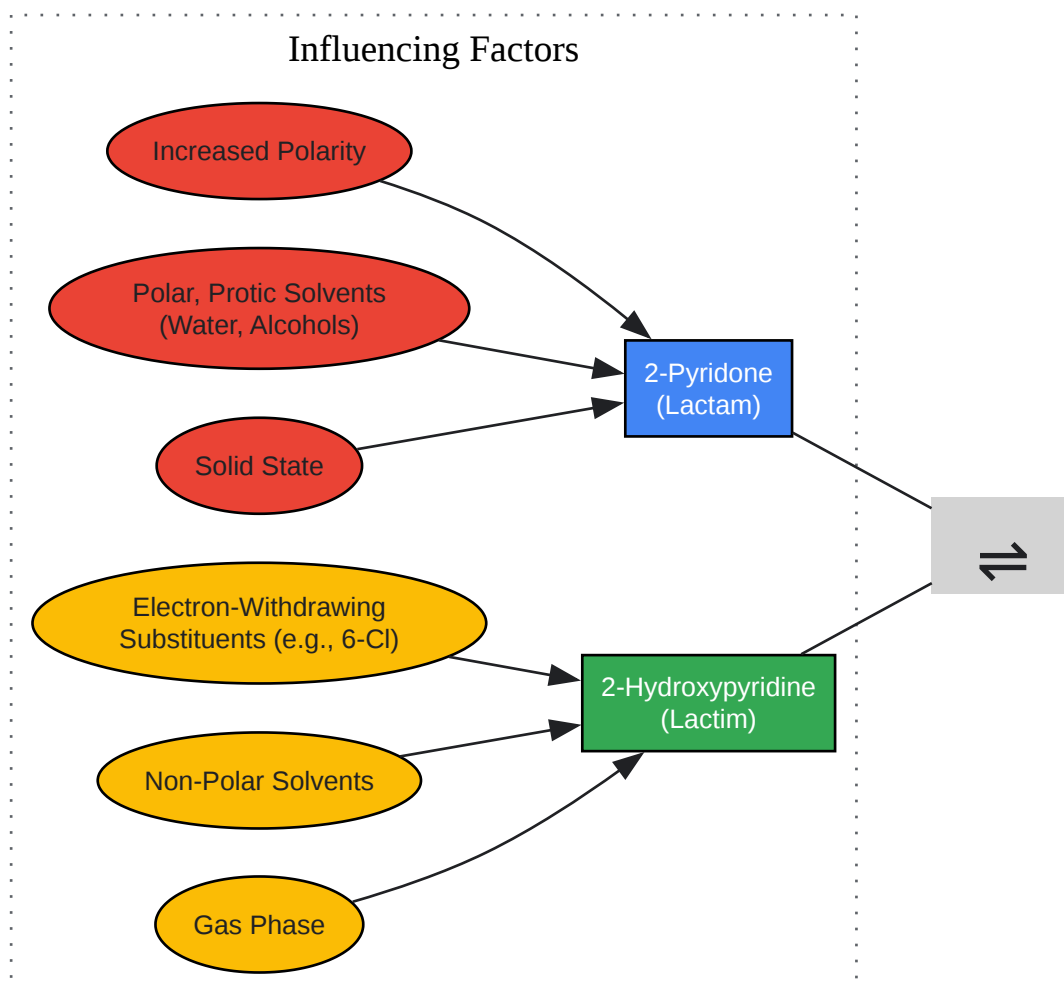 Influencing Factors
Increased Polarity
Polar, Protic Solvents
(Water, Alcohols)
2-Pyridone
(Lactam)
Solid State
⇌
Electron-Withdrawing
Substituents (e.g., 6-Cl)
2-Hydroxypyridine
(Lactim)
Non-Polar Solvents
Gas Phase